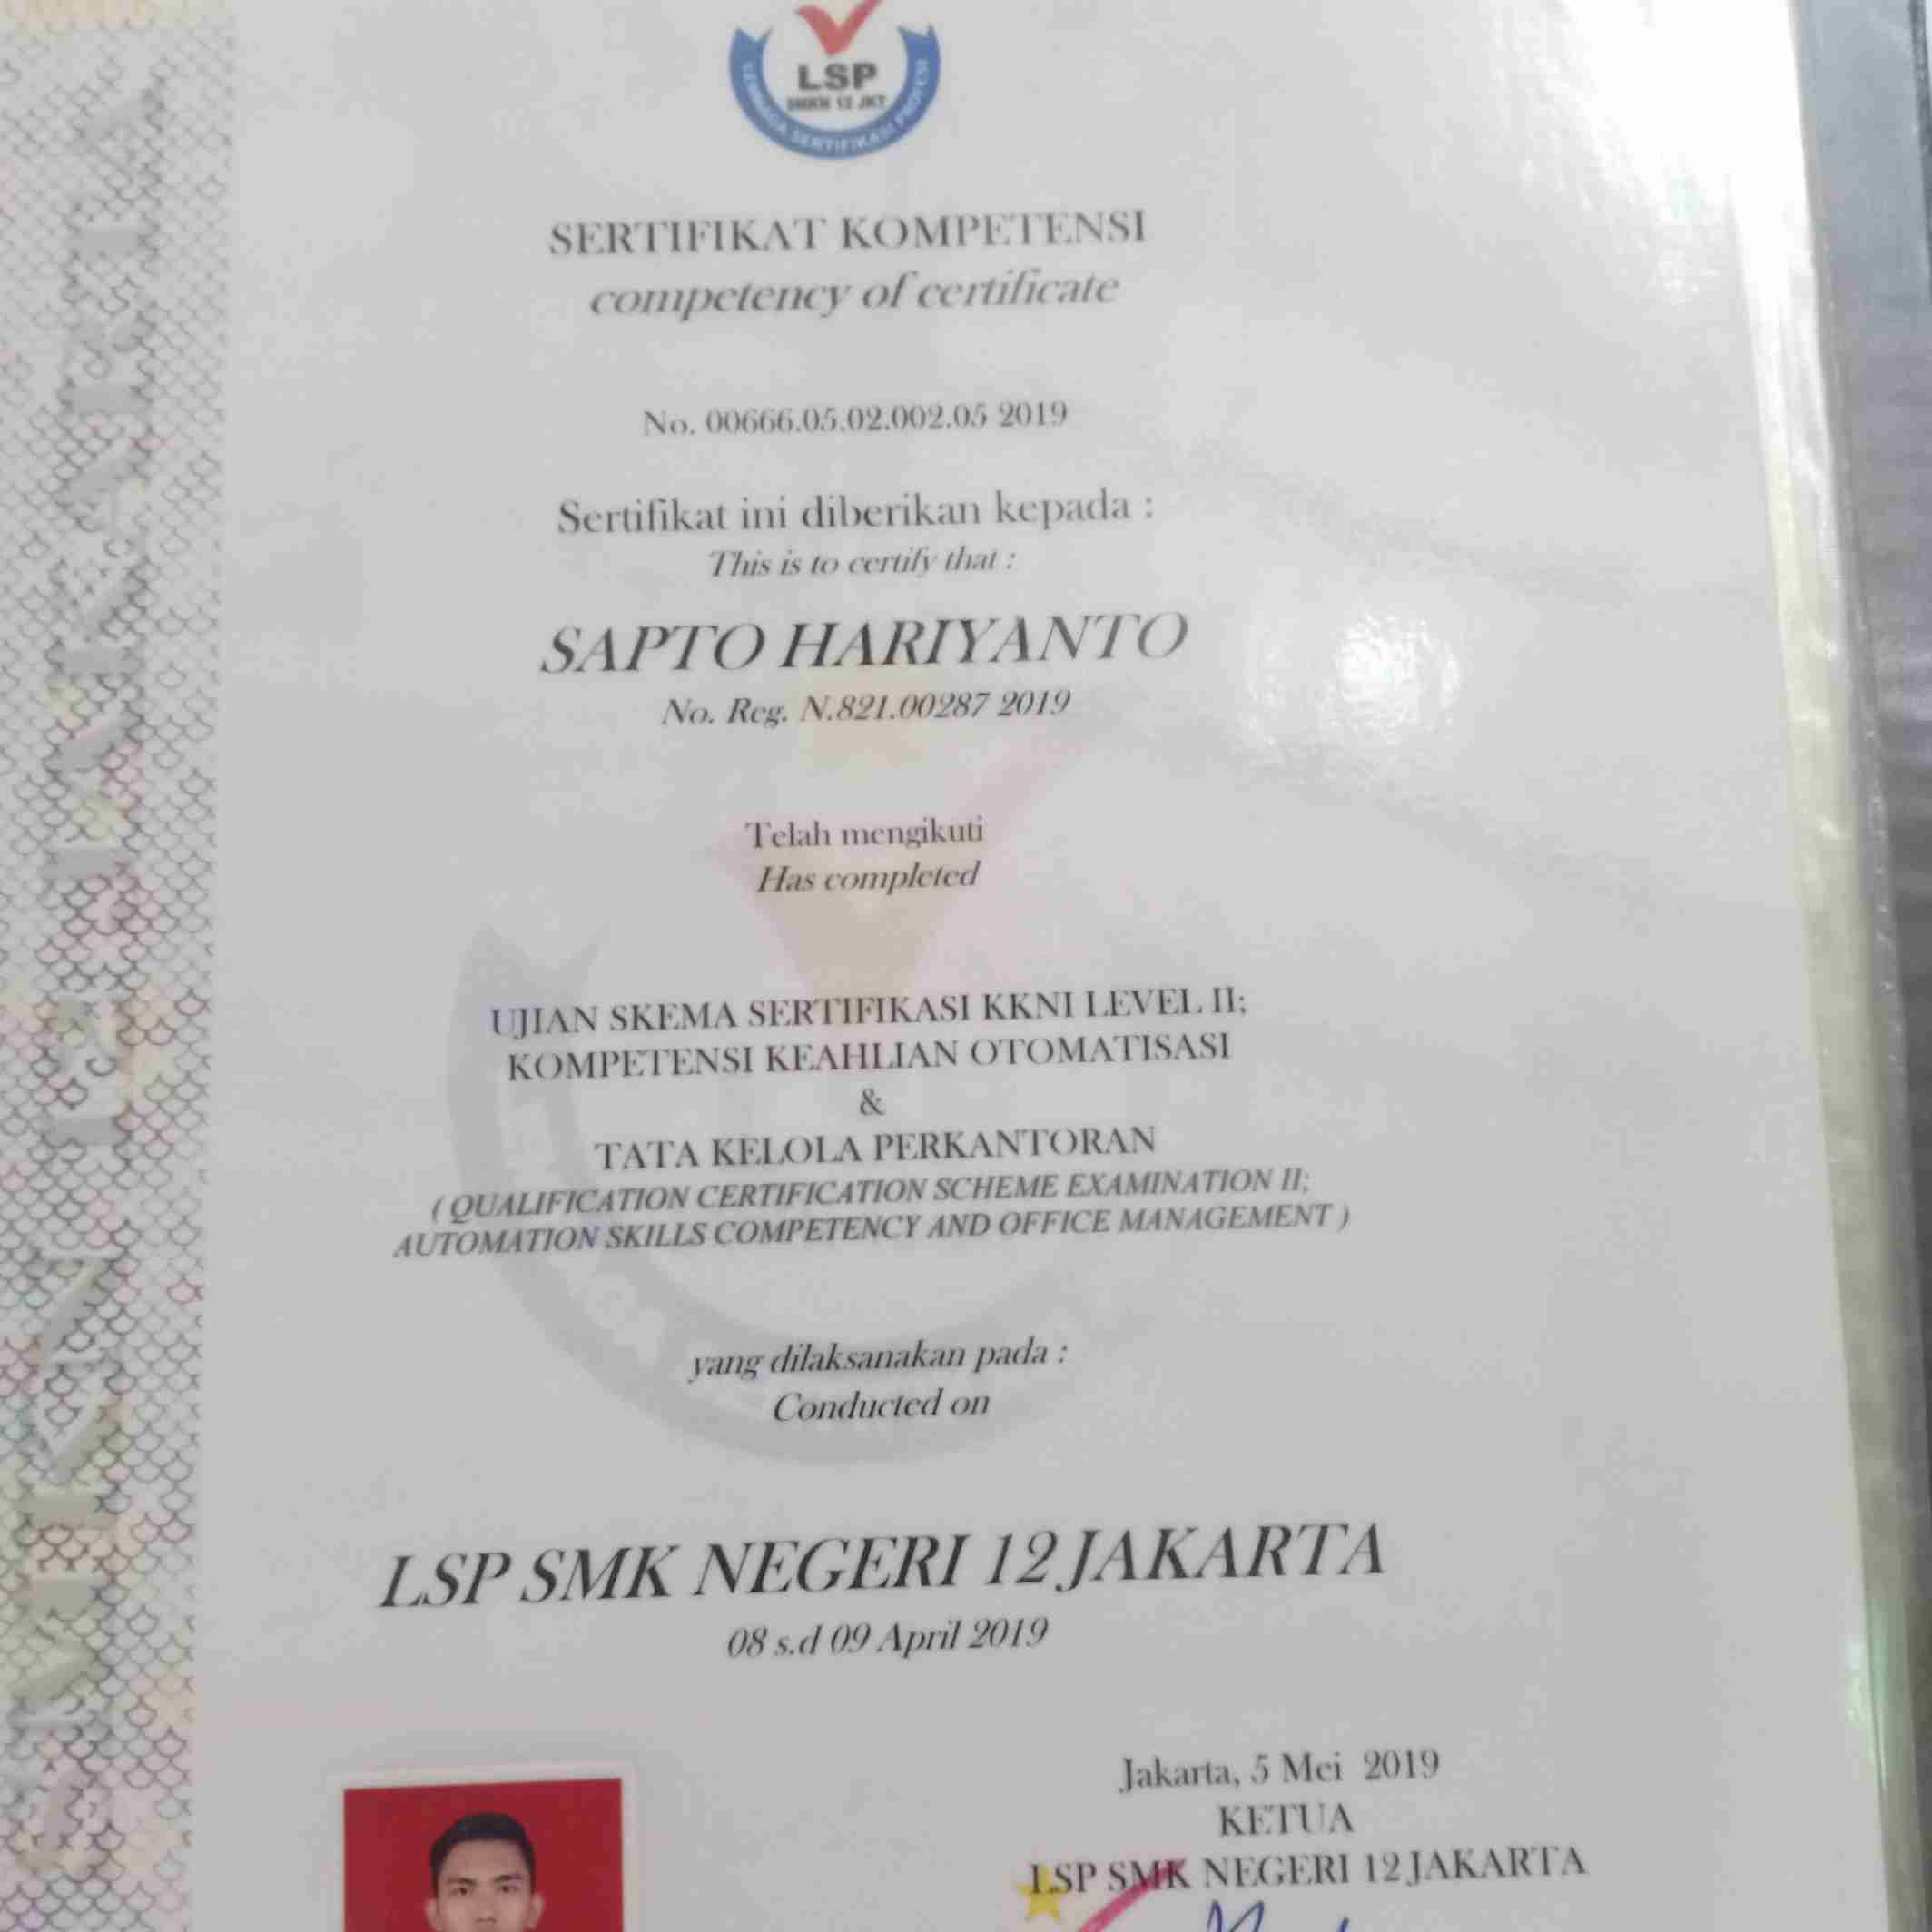 LSP
SMKN 12 JKT
LEMBAGA SERTIFIKASI PROFESI
SERTIFIKAT KOMPETENSI
competency of certificate
No. 00666.05.02.002.05 2019
Sertifikat ini diberikan kepada :
This is to certify that :
SAPTO HARIYANTO
No. Reg. N.821.00287 2019
Telah mengikuti
Has completed
UJIAN SKEMA SERTIFIKASI KKNI LEVEL II;
KOMPETENSI KEAHLIAN OTOMATISASI
&
TATA KELOLA PERKANTORAN
( QUALIFICATION CERTIFICATION SCHEME EXAMINATION II;
AUTOMATION SKILLS COMPETENCY AND OFFICE MANAGEMENT )
yang dilaksanakan pada :
Conducted on
LSP SMK NEGERI 12 JAKARTA
08 s.d 09 April 2019
Jakarta, 5 Mei 2019
KETUA
LSP SMK NEGERI 12 JAKARTA